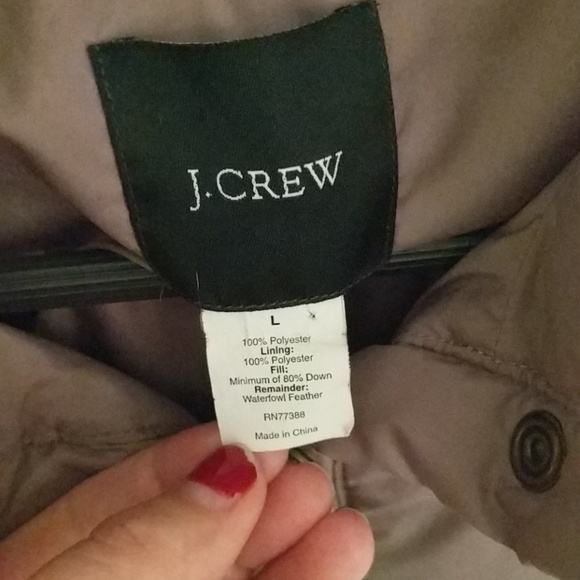 J.CREW
L
100% Polyester
Lining:
100% Polyester
Fill:
Minimum of 80% Down
Remainder:
Waterfowl Feather
RN77388
Made in China